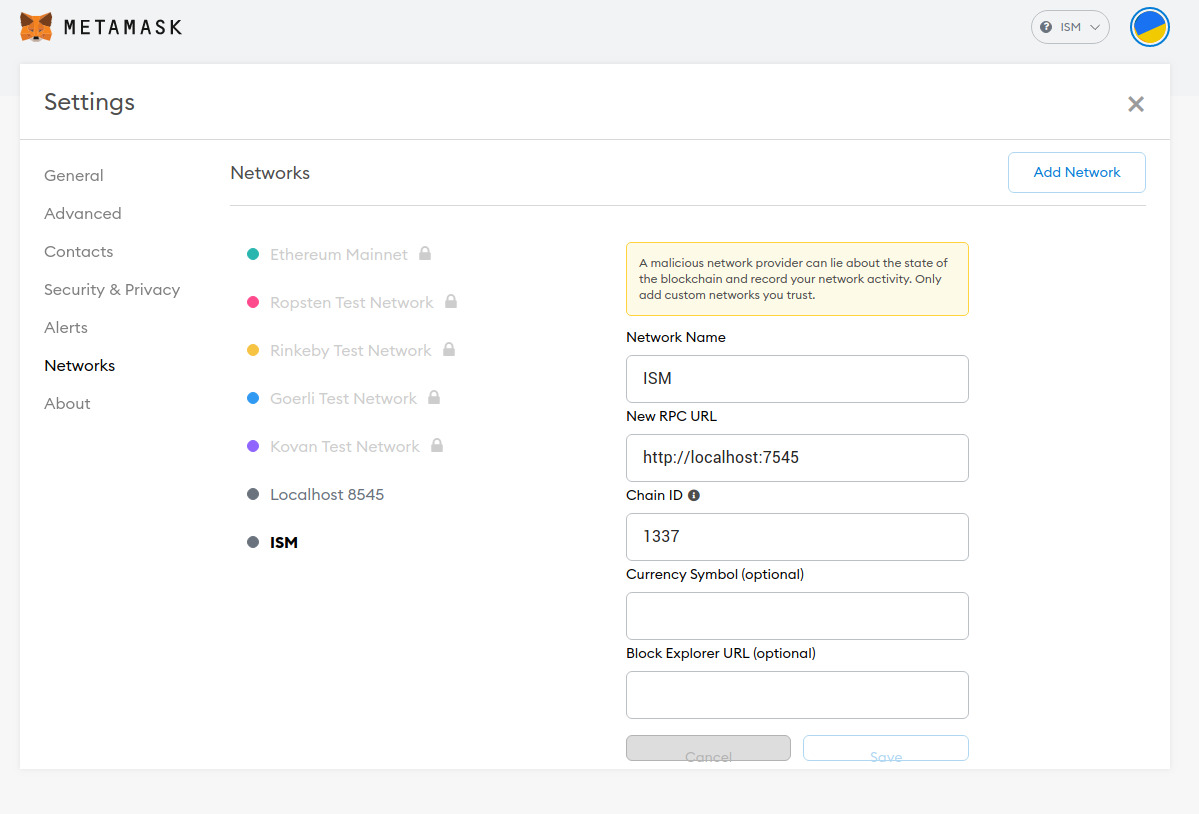 METAMASK
ISM
Settings
General
Advanced
Contacts
Security & Privacy
Alerts
Networks
About
Networks
Add Network
Ethereum Mainnet
Ropsten Test Network
Rinkeby Test Network
Goerli Test Network
Kovan Test Network
Localhost 8545
ISM
A malicious network provider can lie about the state of
the blockchain and record your network activity. Only
add custom networks you trust.
Network Name
ISM
New RPC URL
http://localhost:7545
Chain ID
1337
Currency Symbol (optional)
Block Explorer URL (optional)
Cancel
Save